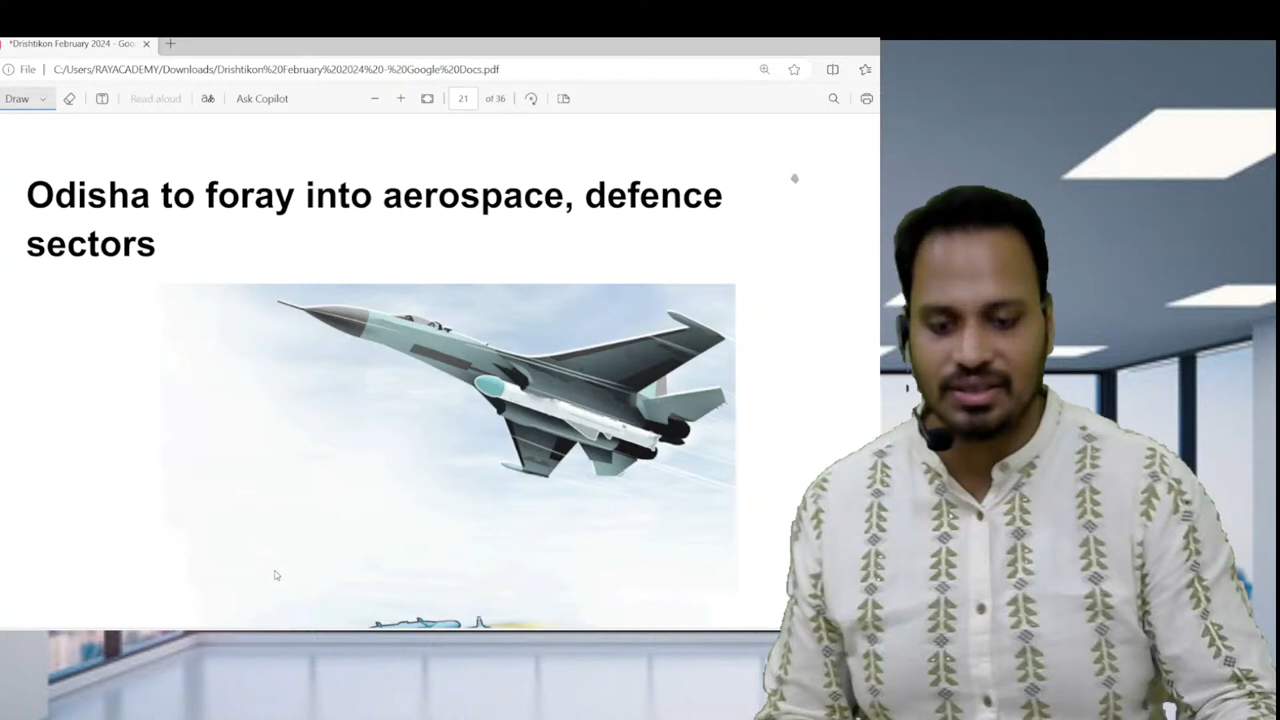 *Drishtikon February 2024 - Goo
File
C:/Users/RAYACADEMY/Downloads/Drishtikon%20February%202024%20-%20Google%20Docs.pdf
Draw
Read aloud
Ask Copilot
21
of 36
Odisha to foray into aerospace, defence
sectors